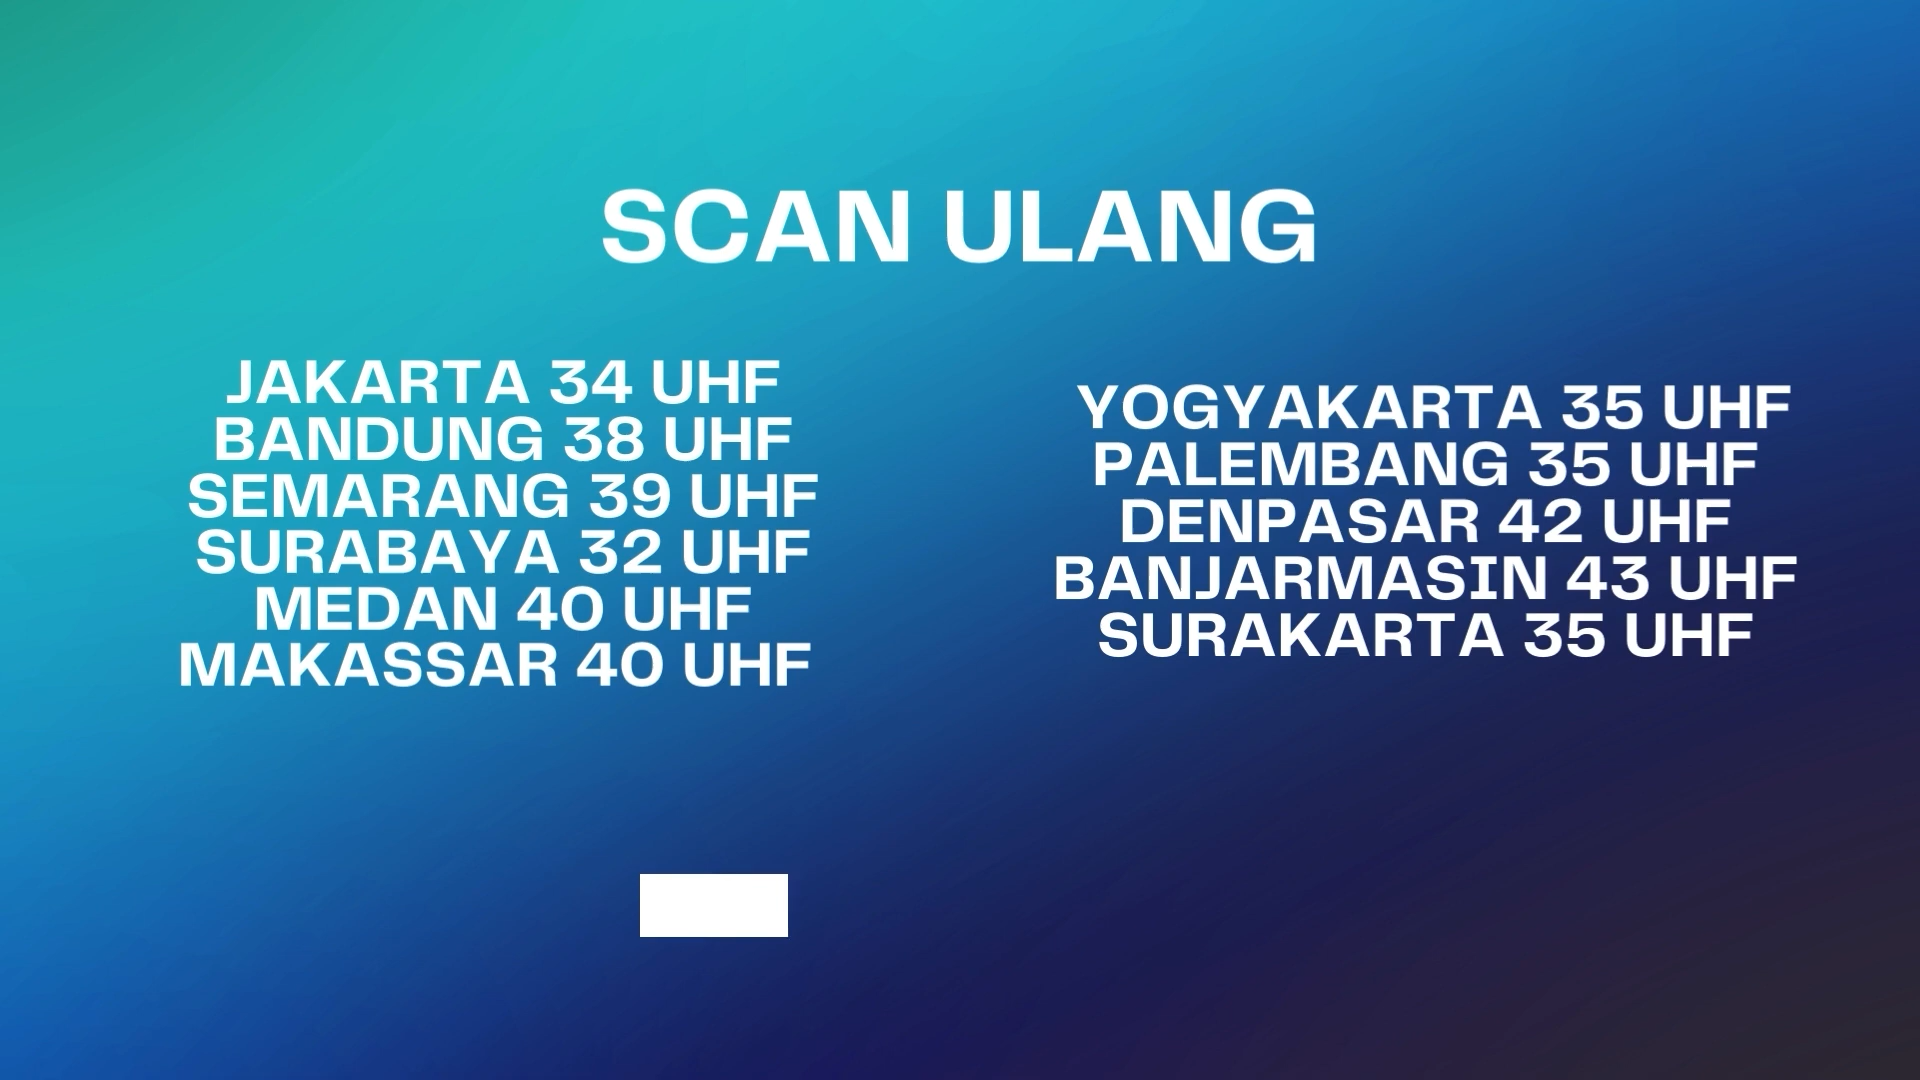 SCAN ULANG
JAKARTA 34 UHF
BANDUNG 38 UHF
SEMARANG 39 UHF
SURABAYA 32 UHF
MEDAN 40 UHF
MAKASSAR 40 UHF
YOGYAKARTA 35 UHF
PALEMBANG 35 UHF
DENPASAR 42 UHF
BANJARMASIN 43 UHF
SURAKARTA 35 UHF